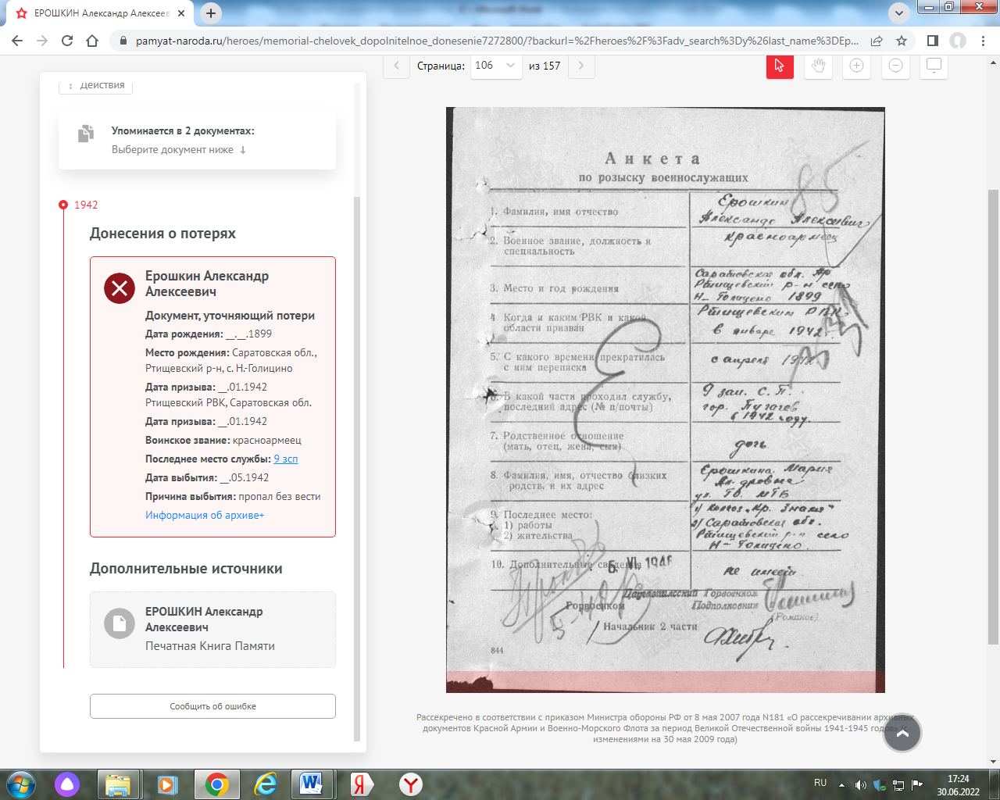 ЕРОШКИН Александр Алексеев
pamyat-naroda.ru/heroes/memorial-chelovek_dopolnitelnoe_donesenie7272800/?backurl=%2Fheroes%2F%3Fadv_search%3Dy%26last_name%3DЕр...
Страница: 106 из 157
Действия
Упоминается в 2 документах:
Выберите документ ниже ↓
1942
Донесения о потерях
Ерошкин Александр
Алексеевич
Документ, уточняющий потери
Дата рождения: __.__.1899
Место рождения: Саратовская обл.,
Ртищевский р-н, с. Н.-Голицино
Дата призыва: __.01.1942
Ртищевский РВК, Саратовская обл.
Дата призыва: __.01.1942
Воинское звание: красноармеец
Последнее место службы: 9 зсп
Дата выбытия: __.05.1942
Причина выбытия: пропал без вести
Информация об архиве+
Дополнительные источники
ЕРОШКИН Александр
Алексеевич
Печатная Книга Памяти
Сообщить об ошибке
Анкета
по розыску военнослужащих
85
1. Фамилия, имя отчество
Ерошкин
Александр Алексеевич
2. Военное звание, должность и
специальность
красноармеец
3. Место и год рождения
Саратовская обл.
Ртищевский р-н село
Н-Голицено 1899
4 Когда и каким РВК и какой
области призван
Ртищевским РВК
в январе 1942г.
5. С какого времени прекратилась
с ним переписка
с апреля 1942
6. В какой части проходил службу,
последний адрес (№ п/почты)
9 зап. с.п.
гор. Пугачев
в 1942 году.
7. Родственное отношение
(мать, отец, жена, сын)
дочь
8. Фамилия, имя, отчество близких
родств. и их адрес
Ерошкина Мария
Ал-дровна
9. Последнее место:
1) работы
2) жительства
1) Колхоз „Кр. Знамя"
2) Саратовская обл.
Ртищевский р-н село
Н-Голицено.
10. Дополнительные сведения
5. VI. 1946
не имеет
Горвоенком
Даугавпилсский Горвоенком
Подполковник
(Романов)
Начальник 2 части
844
Рассекречено в соответствии с приказом Министра обороны РФ от 8 мая 2007 года N181 «О рассекречивании архивных
документов Красной Армии и Военно-Морского Флота за период Великой Отечественной войны 1941-1945 годов» (с
изменениями на 30 мая 2009 года)
RU
17:24
30.06.2022